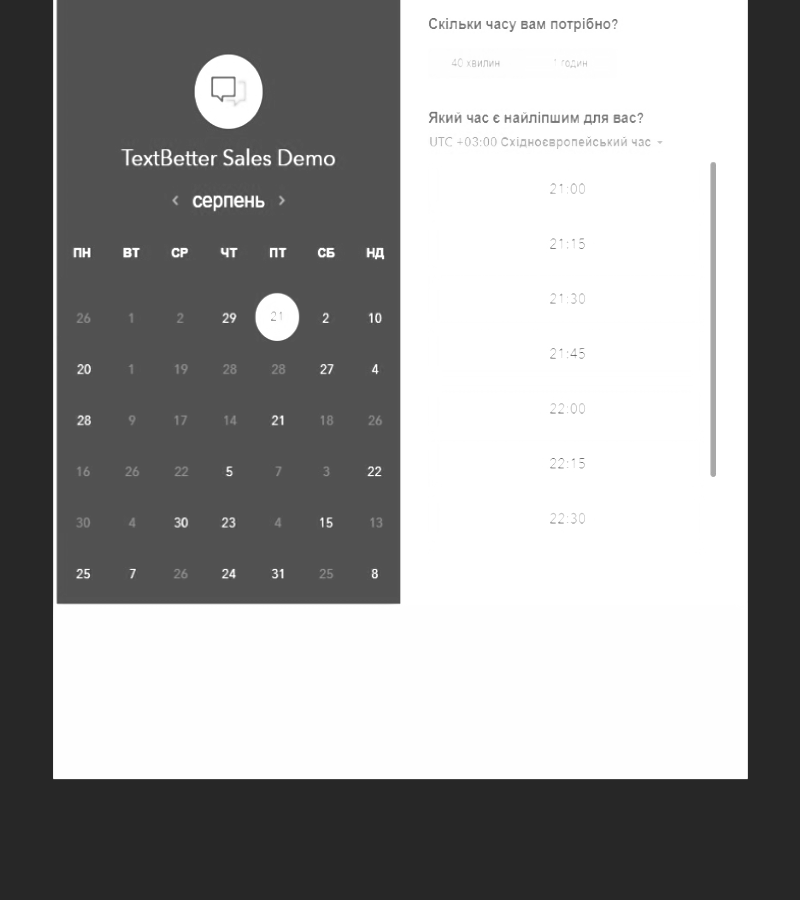 TextBetter Sales Demo
‹ серпень ›
ПН ВТ СР ЧТ ПТ СБ НД
26 1 2 29 21 2 10
20 1 19 28 28 27 4
28 9 17 14 21 18 26
16 26 22 5 7 3 22
30 4 30 23 4 15 13
25 7 26 24 31 25 8
Скільки часу вам потрібно?
40 хвилин 1 годин
Який час є найліпшим для вас?
UTC +03:00 Східноєвропейський час
21:00
21:15
21:30
21:45
22:00
22:15
22:30